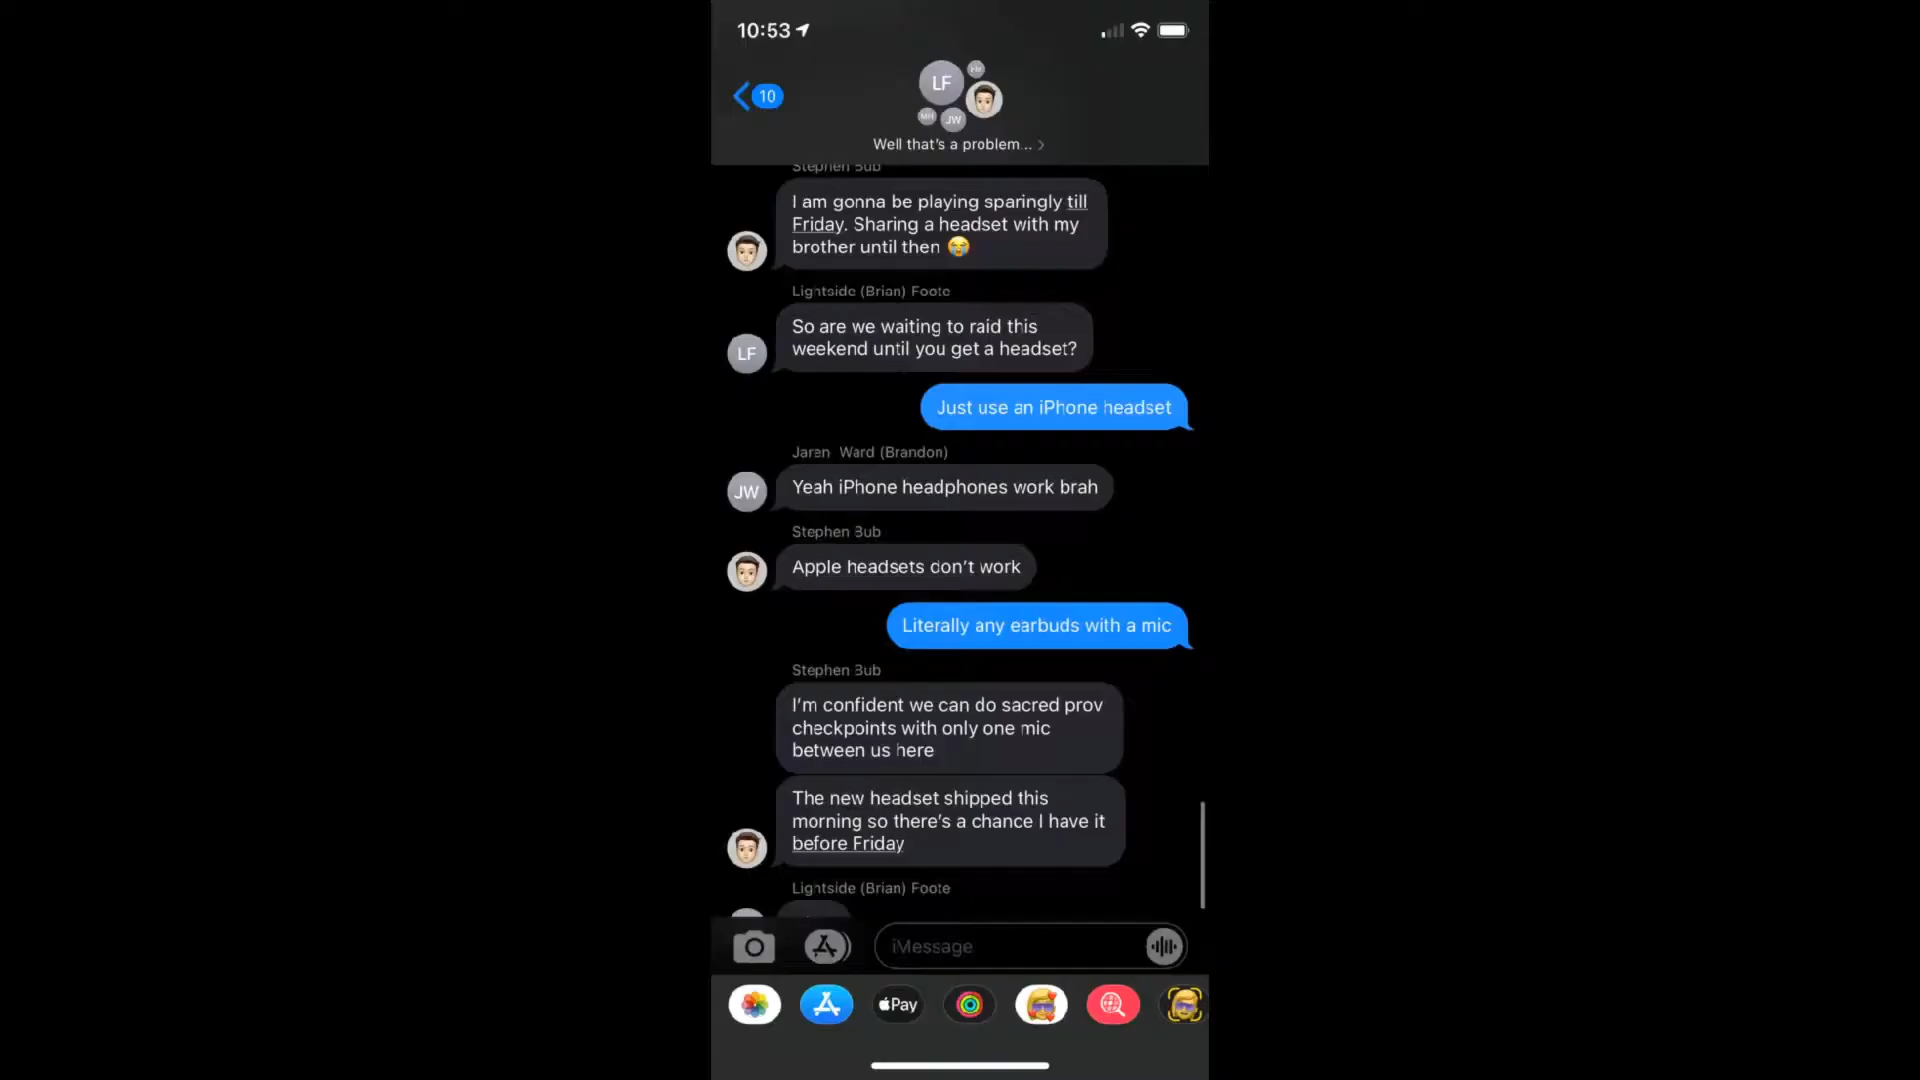 10:53
10
LF
JW
Well that's a problem...
Stephen Bub
I am gonna be playing sparingly till
Friday. Sharing a headset with my
brother until then 😭
Lightside (Brian) Foote
LF
So are we waiting to raid this
weekend until you get a headset?
Just use an iPhone headset
Jaren Ward (Brandon)
JW
Yeah iPhone headphones work brah
Stephen Bub
Apple headsets don't work
Literally any earbuds with a mic
Stephen Bub
I'm confident we can do sacred prov
checkpoints with only one mic
between us here
The new headset shipped this
morning so there's a chance I have it
before Friday
Lightside (Brian) Foote
iMessage
Pay